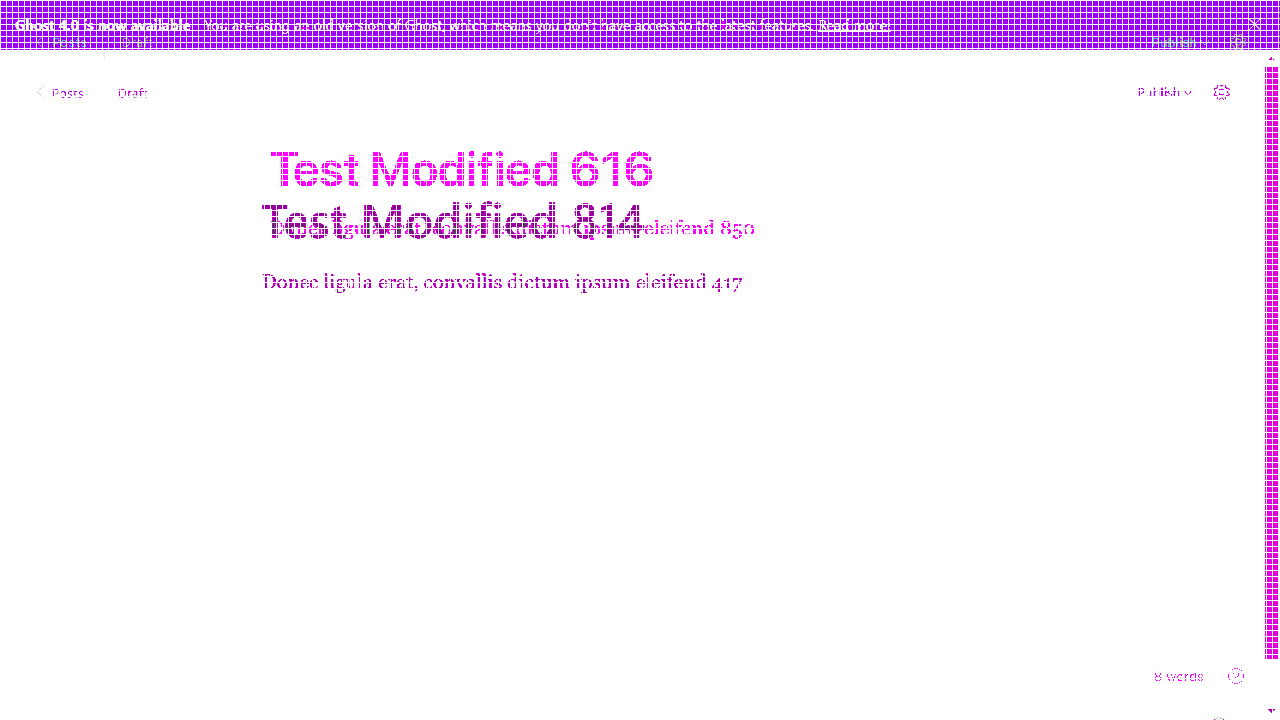 Ghost 4.0 is now available You are using an old version of Ghost, which means you don't have access to the latest features. Read more.
Publish
Posts Draft Publish
Test Modified 616
Test Modified 814
Donec ligula erat, convallis dictum ipsum eleifend 850
Donec ligula erat, convallis dictum ipsum eleifend 417
8 words